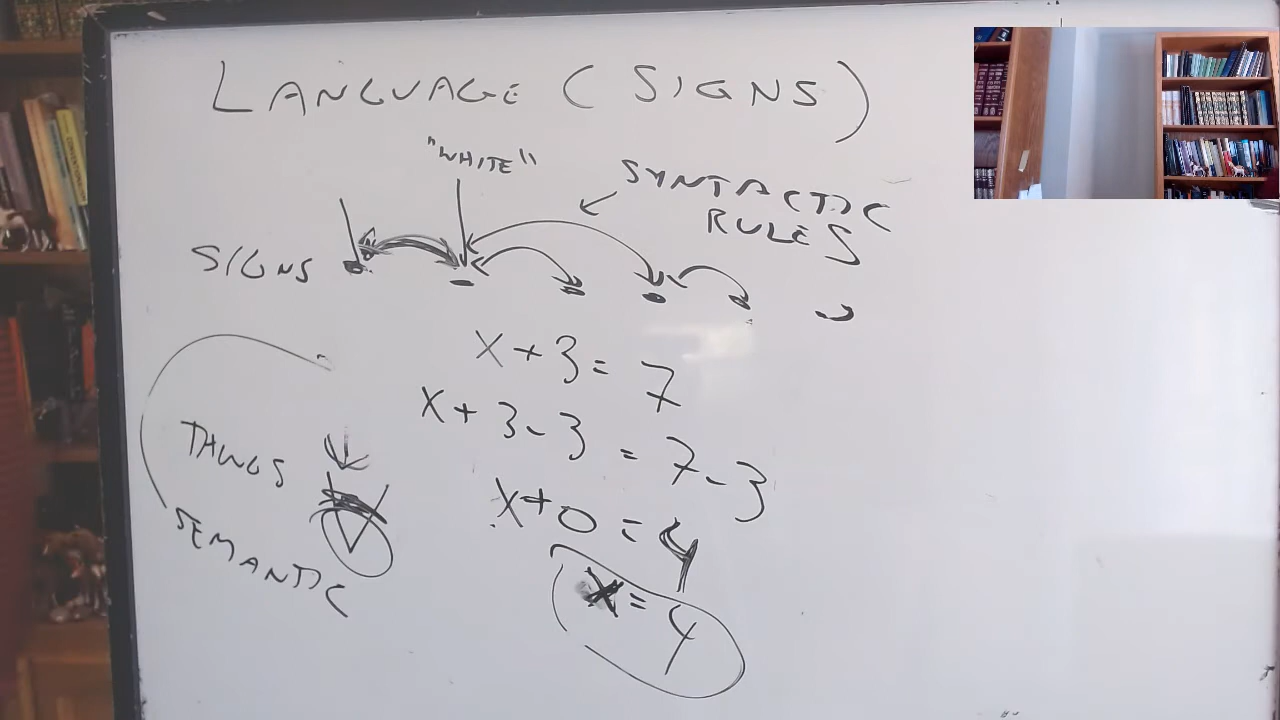 LANGUAGE (SIGNS)
"WHITE"
SYNTACTIC
RULES
SIGNS
x + 3 = 7
x + 3 - 3 = 7 - 3
x + 0 = 4
x = 4
THINGS
SEMANTIC